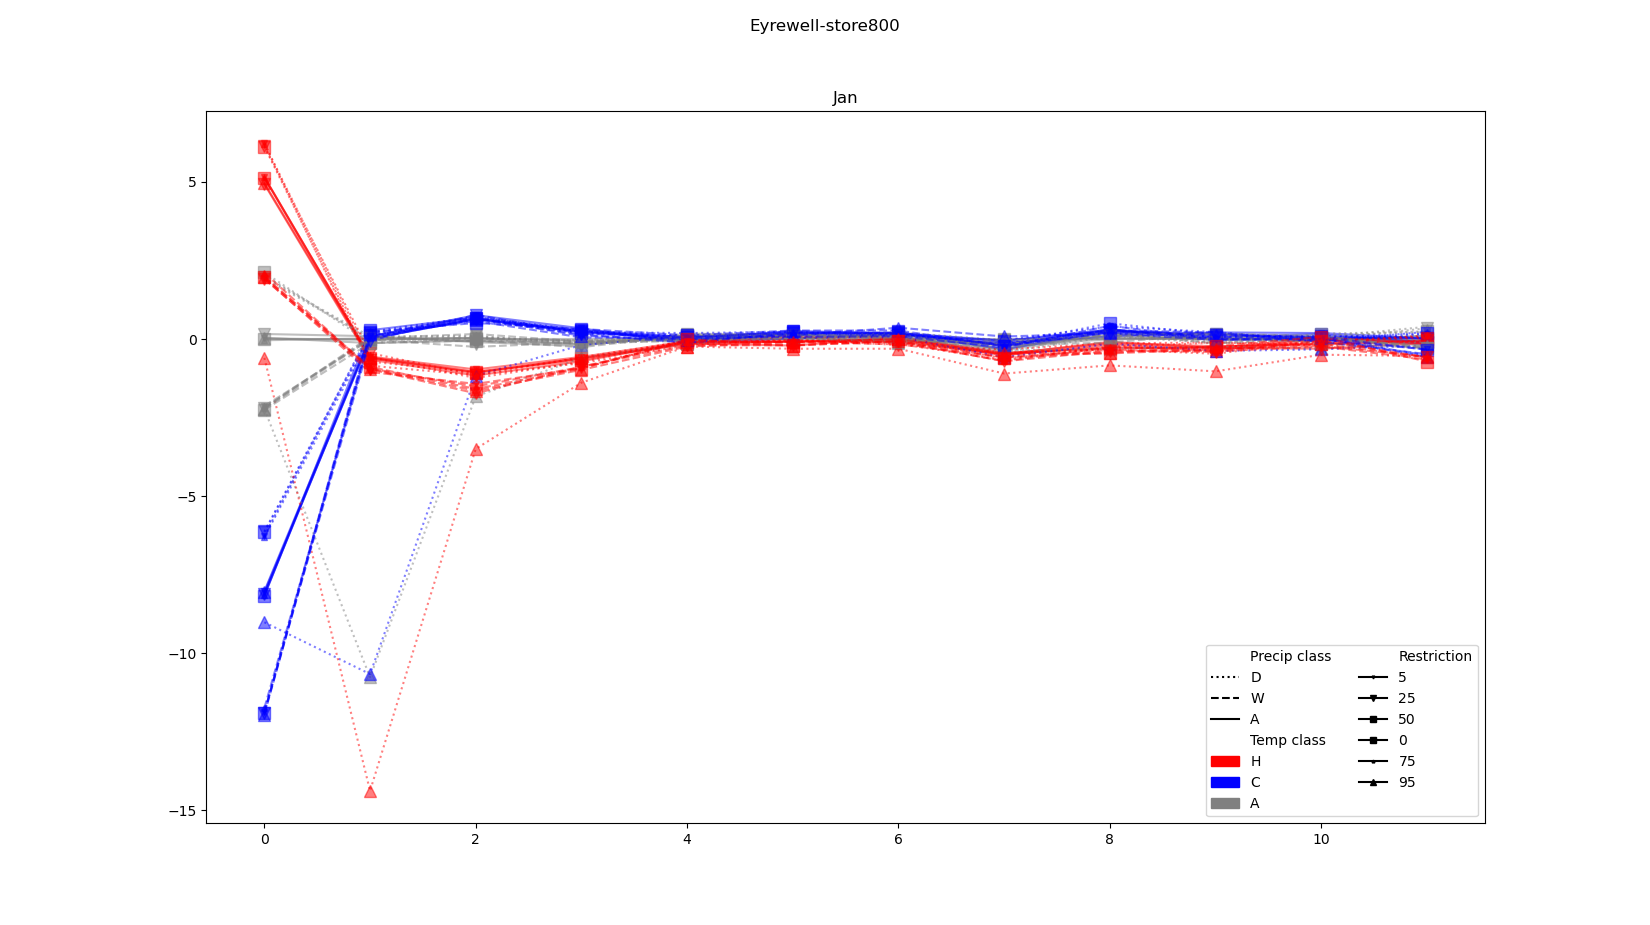 Eyrewell-store800
Jan
5
0
−5
−10
−15
0 2 4 6 8 10
Precip class
D
W
A
Temp class
H
C
A
Restriction
5
25
50
0
75
95